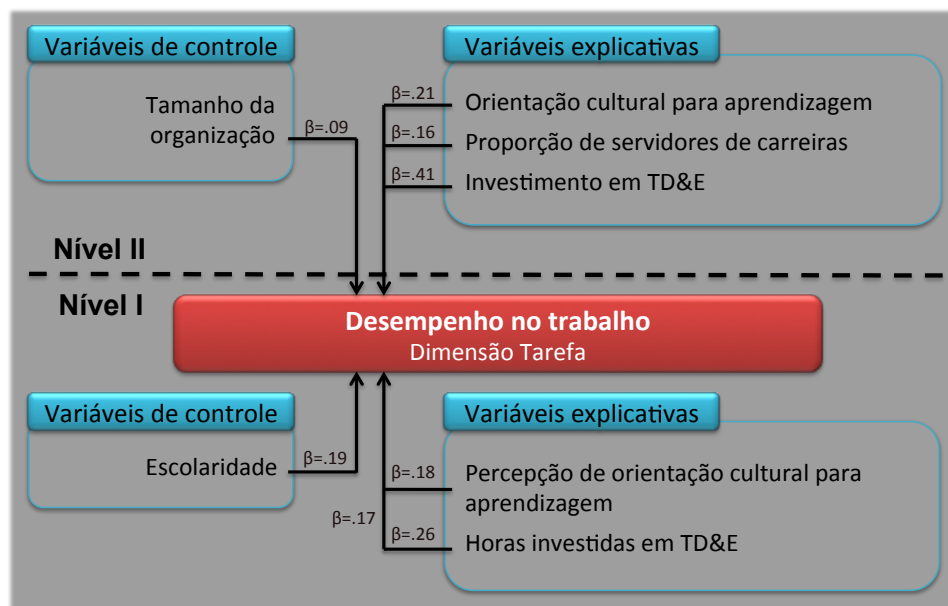 Variáveis de controle
Tamanho da
organização
β=.09
Variáveis explicativas
β=.21
Orientação cultural para aprendizagem
β=.16
Proporção de servidores de carreiras
β=.41
Investimento em TD&E
Nível II
Nível I
Desempenho no trabalho
Dimensão Tarefa
Variáveis de controle
Escolaridade
β=.19
Variáveis explicativas
β=.18
Percepção de orientação cultural para
aprendizagem
β=.17
β=.26
Horas investidas em TD&E